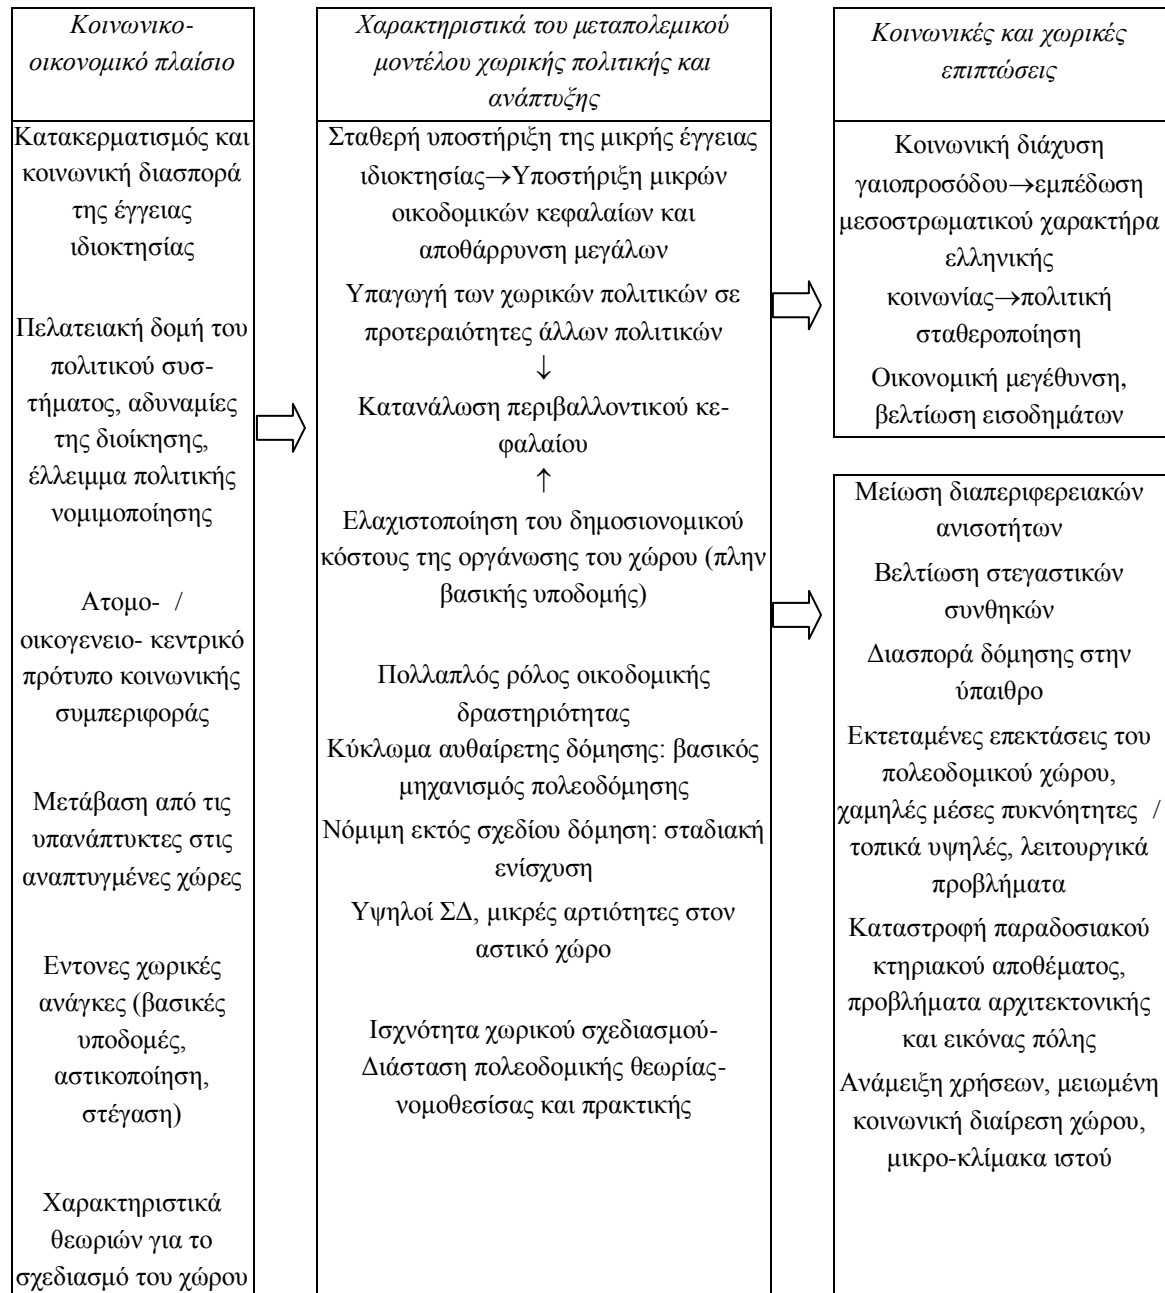 Κοινωνικο-
οικονομικό πλαίσιο
Κατακερματισμός και
κοινωνική διασπορά
της έγγειας
ιδιοκτησίας
Πελατειακή δομή του
πολιτικού συσ-
τήματος, αδυναμίες
της διοίκησης,
έλλειμμα πολιτικής
νομιμοποίησης
Ατομο- /
οικογενειο- κεντρικό
πρότυπο κοινωνικής
συμπεριφοράς
Μετάβαση από τις
υπανάπτυκτες στις
αναπτυγμένες χώρες
Εντονες χωρικές
ανάγκες (βασικές
υποδομές,
αστικοποίηση,
στέγαση)
Χαρακτηριστικά
θεωριών για το
σχεδιασμό του χώρου
Χαρακτηριστικά του μεταπολεμικού
μοντέλου χωρικής πολιτικής και
ανάπτυξης
Σταθερή υποστήριξη της μικρής έγγειας
ιδιοκτησίας→Υποστήριξη μικρών
οικοδομικών κεφαλαίων και
αποθάρρυνση μεγάλων
Υπαγωγή των χωρικών πολιτικών σε
προτεραιότητες άλλων πολιτικών
↓
Κατανάλωση περιβαλλοντικού κε-
φαλαίου
↑
Ελαχιστοποίηση του δημοσιονομικού
κόστους της οργάνωσης του χώρου (πλην
βασικής υποδομής)
Πολλαπλός ρόλος οικοδομικής
δραστηριότητας
Κύκλωμα αυθαίρετης δόμησης: βασικός
μηχανισμός πολεοδόμησης
Νόμιμη εκτός σχεδίου δόμηση: σταδιακή
ενίσχυση
Υψηλοί ΣΔ, μικρές αρτιότητες στον
αστικό χώρο
Ισχνότητα χωρικού σχεδιασμού-
Διάσταση πολεοδομικής θεωρίας-
νομοθεσίσας και πρακτικής
Κοινωνικές και χωρικές
επιπτώσεις
Κοινωνική διάχυση
γαιοπροσόδου→εμπέδωση
μεσοστρωματικού χαρακτήρα
ελληνικής
κοινωνίας→πολιτική
σταθεροποίηση
Οικονομική μεγέθυνση,
βελτίωση εισοδημάτων
Μείωση διαπεριφερειακών
ανισοτήτων
Βελτίωση στεγαστικών
συνθηκών
Διασπορά δόμησης στην
ύπαιθρο
Εκτεταμένες επεκτάσεις του
πολεοδομικού χώρου,
χαμηλές μέσες πυκνόητητες /
τοπικά υψηλές, λειτουργικά
προβλήματα
Καταστροφή παραδοσιακού
κτηριακού αποθέματος,
προβλήματα αρχιτεκτονικής
και εικόνας πόλης
Ανάμειξη χρήσεων, μειωμένη
κοινωνική διαίρεση χώρου,
μικρο-κλίμακα ιστού